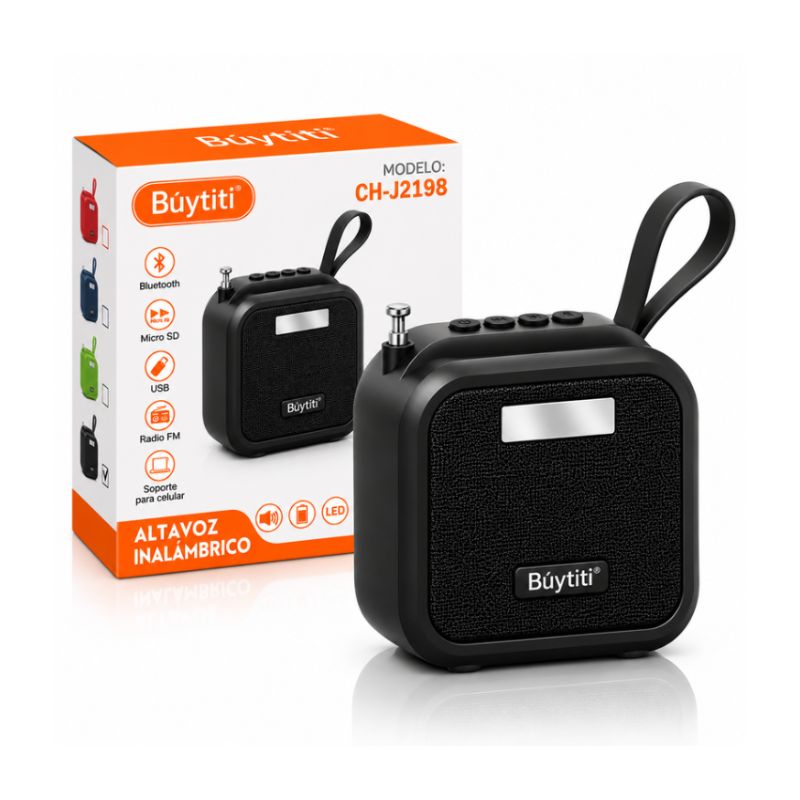 Búytiti®
Búytiti®
MODELO:
CH-J2198
Bluetooth
Micro SD
USB
Radio FM
Soporte
para celular
Búytiti®
ALTAVOZ
INALÁMBRICO
LED
Búytiti®